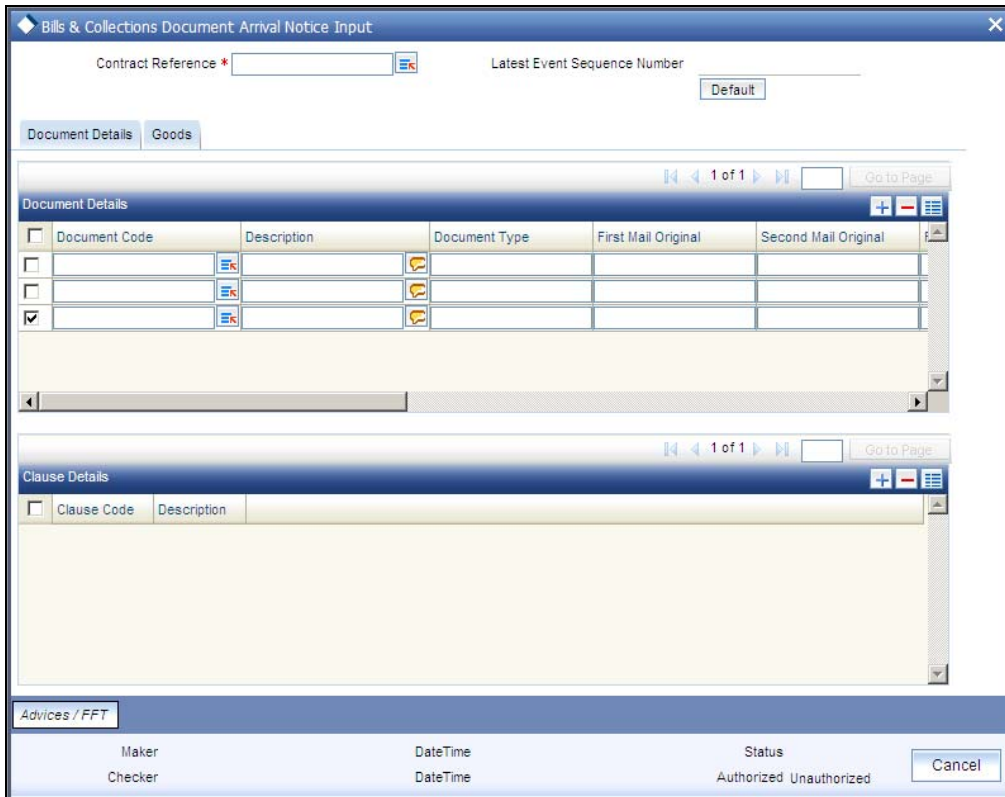 Bills & Collections Document Arrival Notice Input
Contract Reference * Latest Event Sequence Number
Default
Document Details Goods
1 of 1 Go to Page
Document Details
Document Code Description Document Type First Mail Original Second Mail Original
1 of 1 Go to Page
Clause Details
Clause Code Description
Advices / FFT
Maker DateTime Status
Checker DateTime Authorized Unauthorized
Cancel